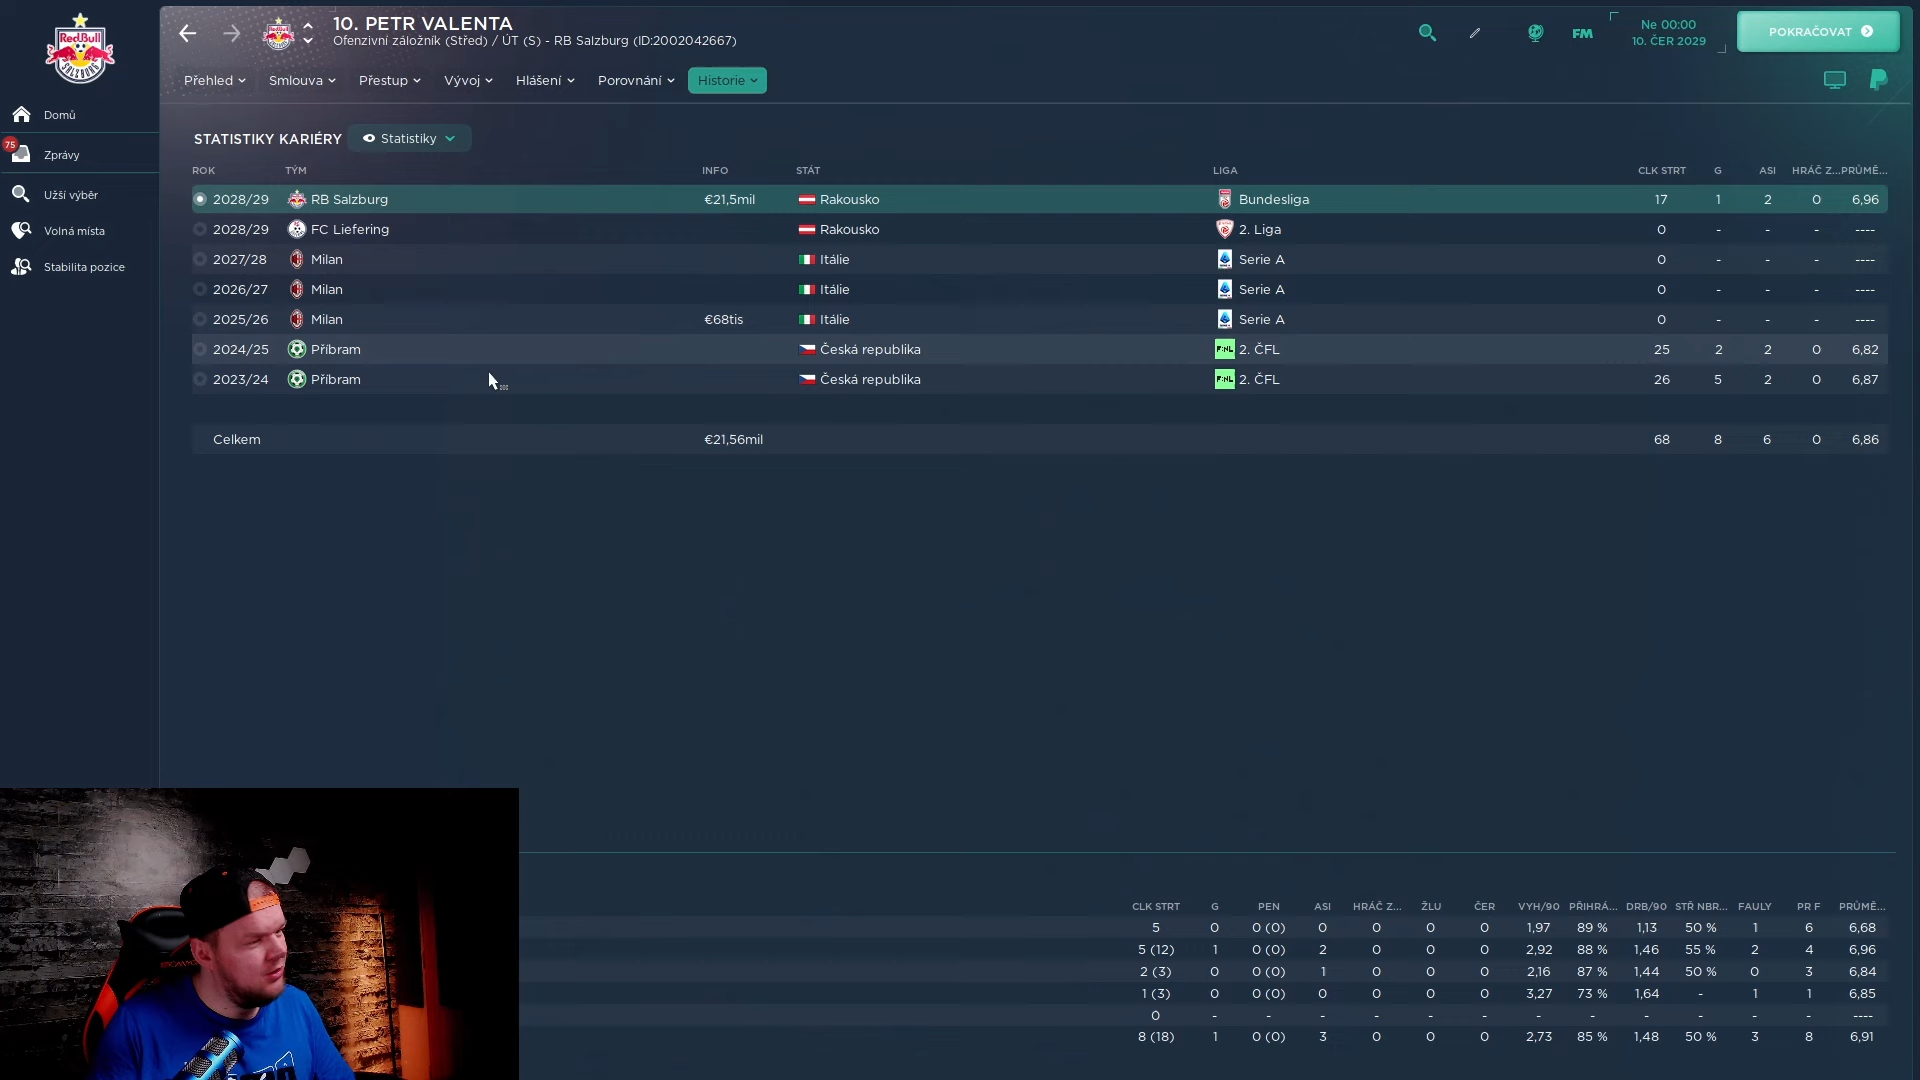 RedBull
SALZBURG
10. PETR VALENTA
Ofenzivní záložník (Střed) / ÚT (S) - RB Salzburg (ID:2002042667)
FM
Ne 00:00
10. ČER 2029
POKRAČOVAT
Přehled
Smlouva
Přestup
Vývoj
Hlášení
Porovnání
Historie
Domů
75
Zprávy
Užší výběr
Volná místa
Stabilita pozice
STATISTIKY KARIÉRY
Statistiky
ROK TÝM INFO STÁT LIGA CLK STRT G ASI HRÁČ Z... PRŮMĚ...
2028/29 RB Salzburg €21,5mil Rakousko Bundesliga 17 1 2 0 6,96
2028/29 FC Liefering Rakousko 2. Liga 0 - - - ----
2027/28 Milan Itálie Serie A 0 - - - ----
2026/27 Milan Itálie Serie A 0 - - - ----
2025/26 Milan €68tis Itálie Serie A 0 - - - ----
2024/25 Příbram Česká republika F:NL 2. ČFL 25 2 2 0 6,82
2023/24 Příbram Česká republika F:NL 2. ČFL 26 5 2 0 6,87
Celkem €21,56mil 68 8 6 0 6,86
CLK STRT G PEN ASI HRÁČ Z... ŽLU ČER VYH/90 PŘIHRÁ... DRB/90 STŘ NBR... FAULY PR F PRŮMĚ...
5 0 0 (0) 0 0 0 0 1,97 89 % 1,13 50 % 1 6 6,68
5 (12) 1 0 (0) 2 0 0 0 2,92 88 % 1,46 55 % 2 4 6,96
2 (3) 0 0 (0) 1 0 0 0 2,16 87 % 1,44 50 % 0 3 6,84
1 (3) 0 0 (0) 0 0 0 0 3,27 73 % 1,64 - 1 1 6,85
0 - - - - - - - - - - - - ----
8 (18) 1 0 (0) 3 0 0 0 2,73 85 % 1,48 50 % 3 8 6,91